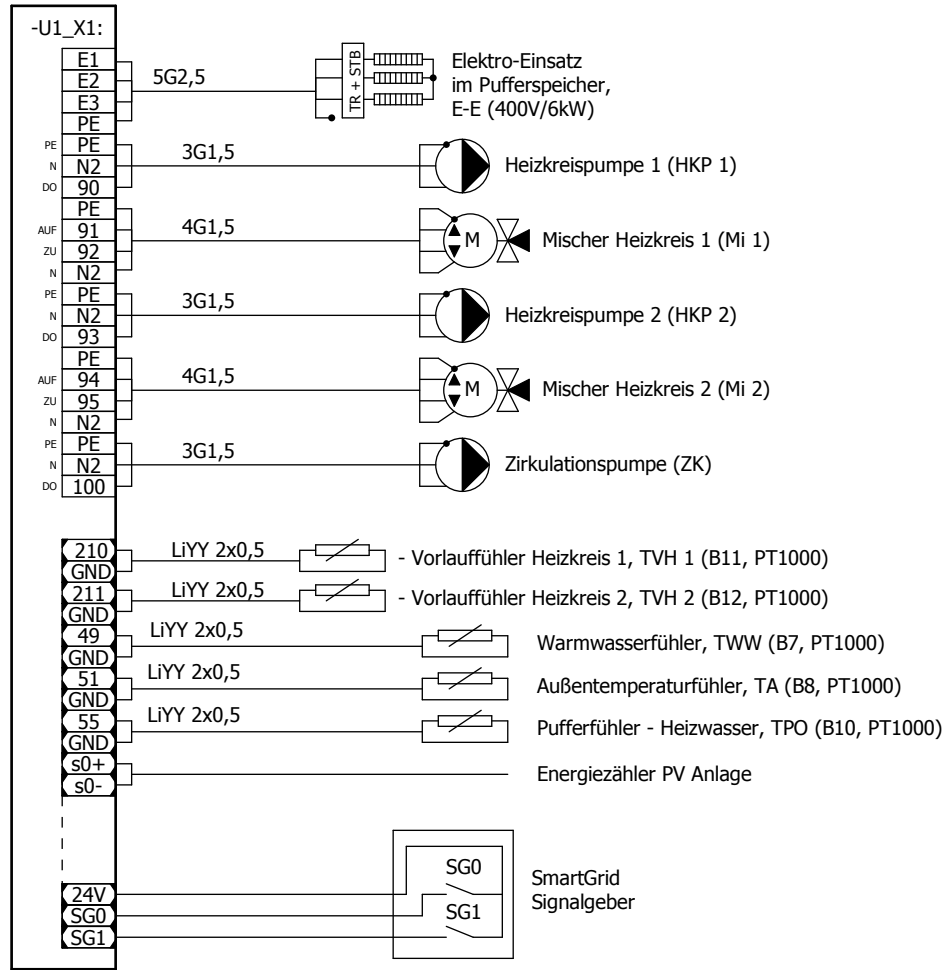 -U1_X1:
E1
E2
E3
PE
5G2,5
TR + STB
Elektro-Einsatz
im Pufferspeicher,
E-E (400V/6kW)
PE PE
N N2
DO 90
3G1,5
Heizkreispumpe 1 (HKP 1)
PE
AUF 91
ZU 92
N N2
4G1,5
M
Mischer Heizkreis 1 (Mi 1)
PE PE
N N2
DO 93
3G1,5
Heizkreispumpe 2 (HKP 2)
PE
AUF 94
ZU 95
N N2
4G1,5
M
Mischer Heizkreis 2 (Mi 2)
PE PE
N N2
DO 100
3G1,5
Zirkulationspumpe (ZK)
210
GND
LiYY 2x0,5
- Vorlauffühler Heizkreis 1, TVH 1 (B11, PT1000)
211
GND
LiYY 2x0,5
- Vorlauffühler Heizkreis 2, TVH 2 (B12, PT1000)
49
GND
LiYY 2x0,5
Warmwasserfühler, TWW (B7, PT1000)
51
GND
LiYY 2x0,5
Außentemperaturfühler, TA (B8, PT1000)
55
GND
LiYY 2x0,5
Pufferfühler - Heizwasser, TPO (B10, PT1000)
s0+
s0-
Energiezähler PV Anlage
24V
SG0
SG1
SG0
SG1
SmartGrid
Signalgeber